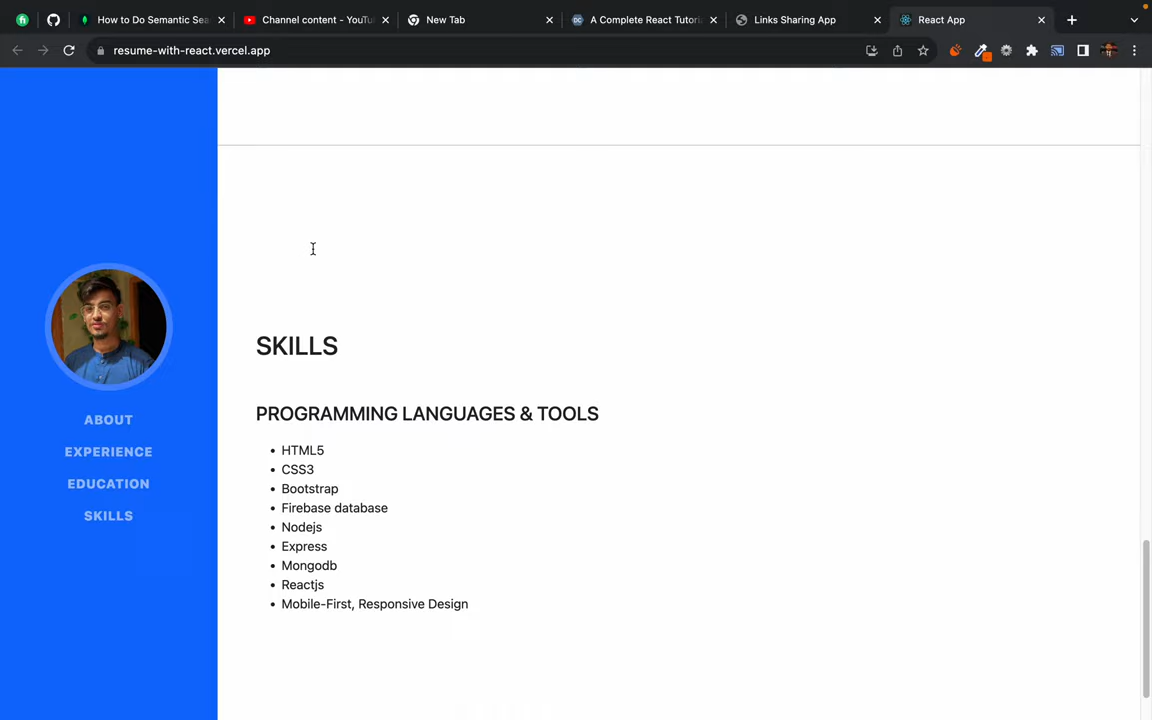 How to Do Semantic Sea
Channel content - YouTu
New Tab
A Complete React Tutori
Links Sharing App
React App
resume-with-react.vercel.app
ABOUT
EXPERIENCE
EDUCATION
SKILLS
SKILLS
PROGRAMMING LANGUAGES & TOOLS
• HTML5
• CSS3
• Bootstrap
• Firebase database
• Nodejs
• Express
• Mongodb
• Reactjs
• Mobile-First, Responsive Design